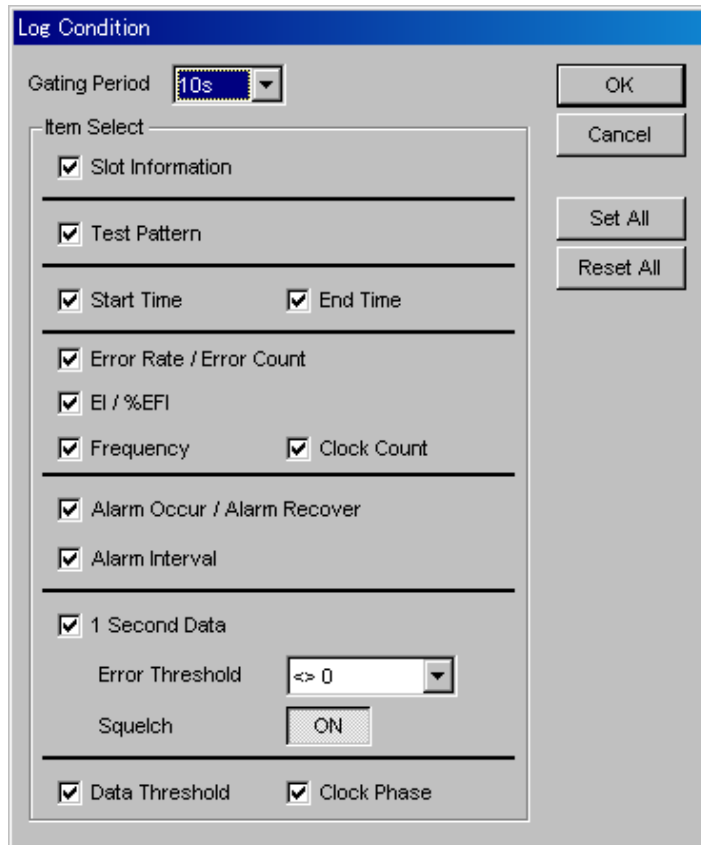 Log Condition
Gating Period 10s
OK
Item Select
Cancel
Slot Information
Test Pattern
Set All
Reset All
Start Time End Time
Error Rate / Error Count
EI / %EFI
Frequency Clock Count
Alarm Occur / Alarm Recover
Alarm Interval
1 Second Data
Error Threshold <> 0
Squelch ON
Data Threshold Clock Phase